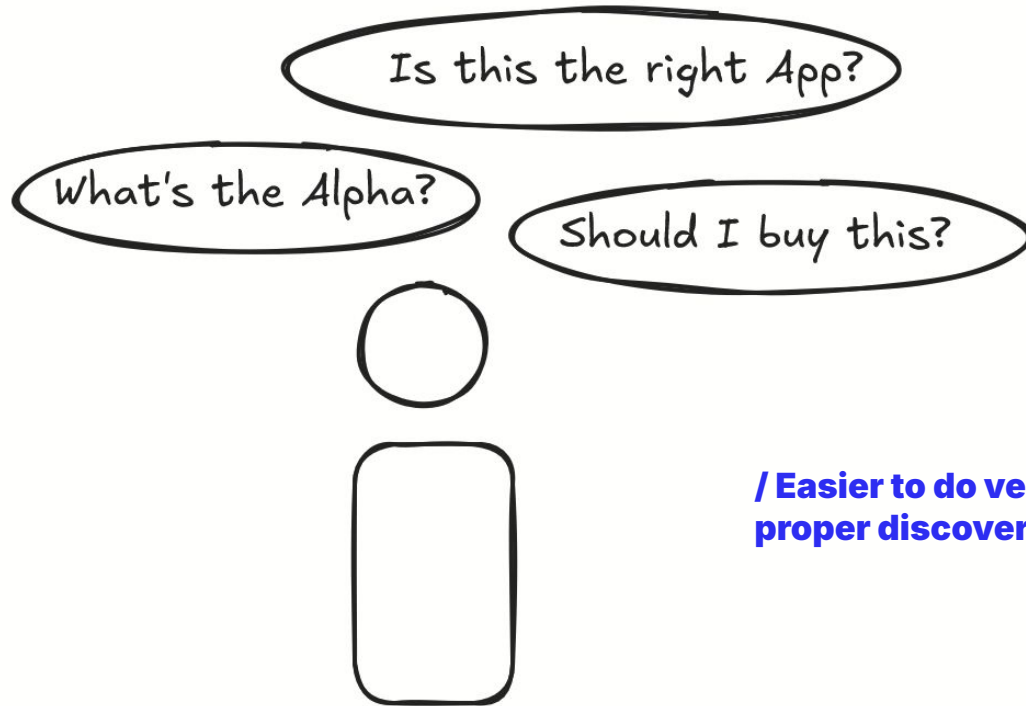 Is this the right App?
What's the Alpha?
Should I buy this?
/ Easier to do
proper